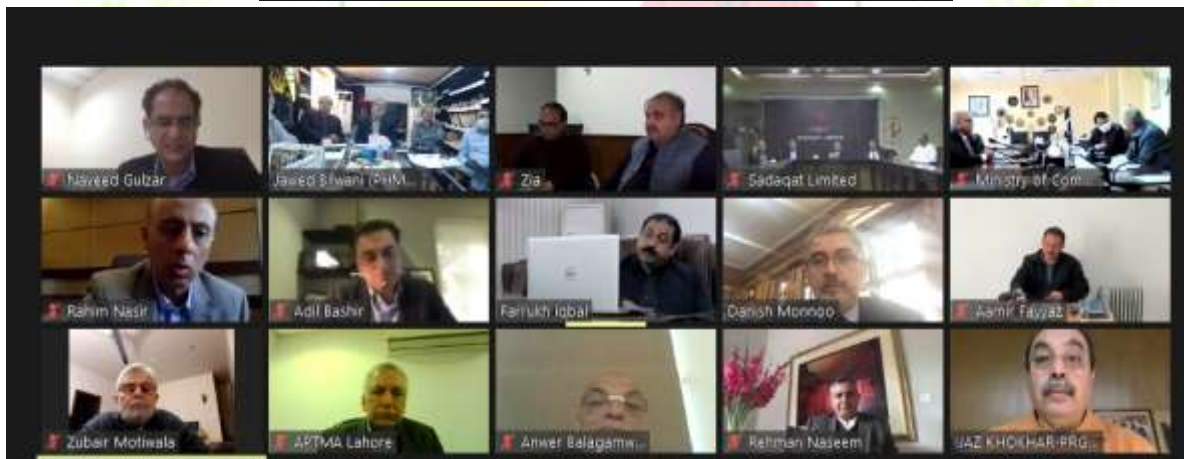 Naveed Gulzar
Jawed Bilwani (PHM...
Zia
Sadaqat Limited
Ministry of Com...
Rahim Nasir
Adil Bashir
Farrukh Iqbal
Danish Monnoo
Aamir Fayyaz
Zubair Motiwala
APTMA Lahore
Anwer Balagamw...
Rehman Naseem
IJAZ KHOKHAR-PRG...